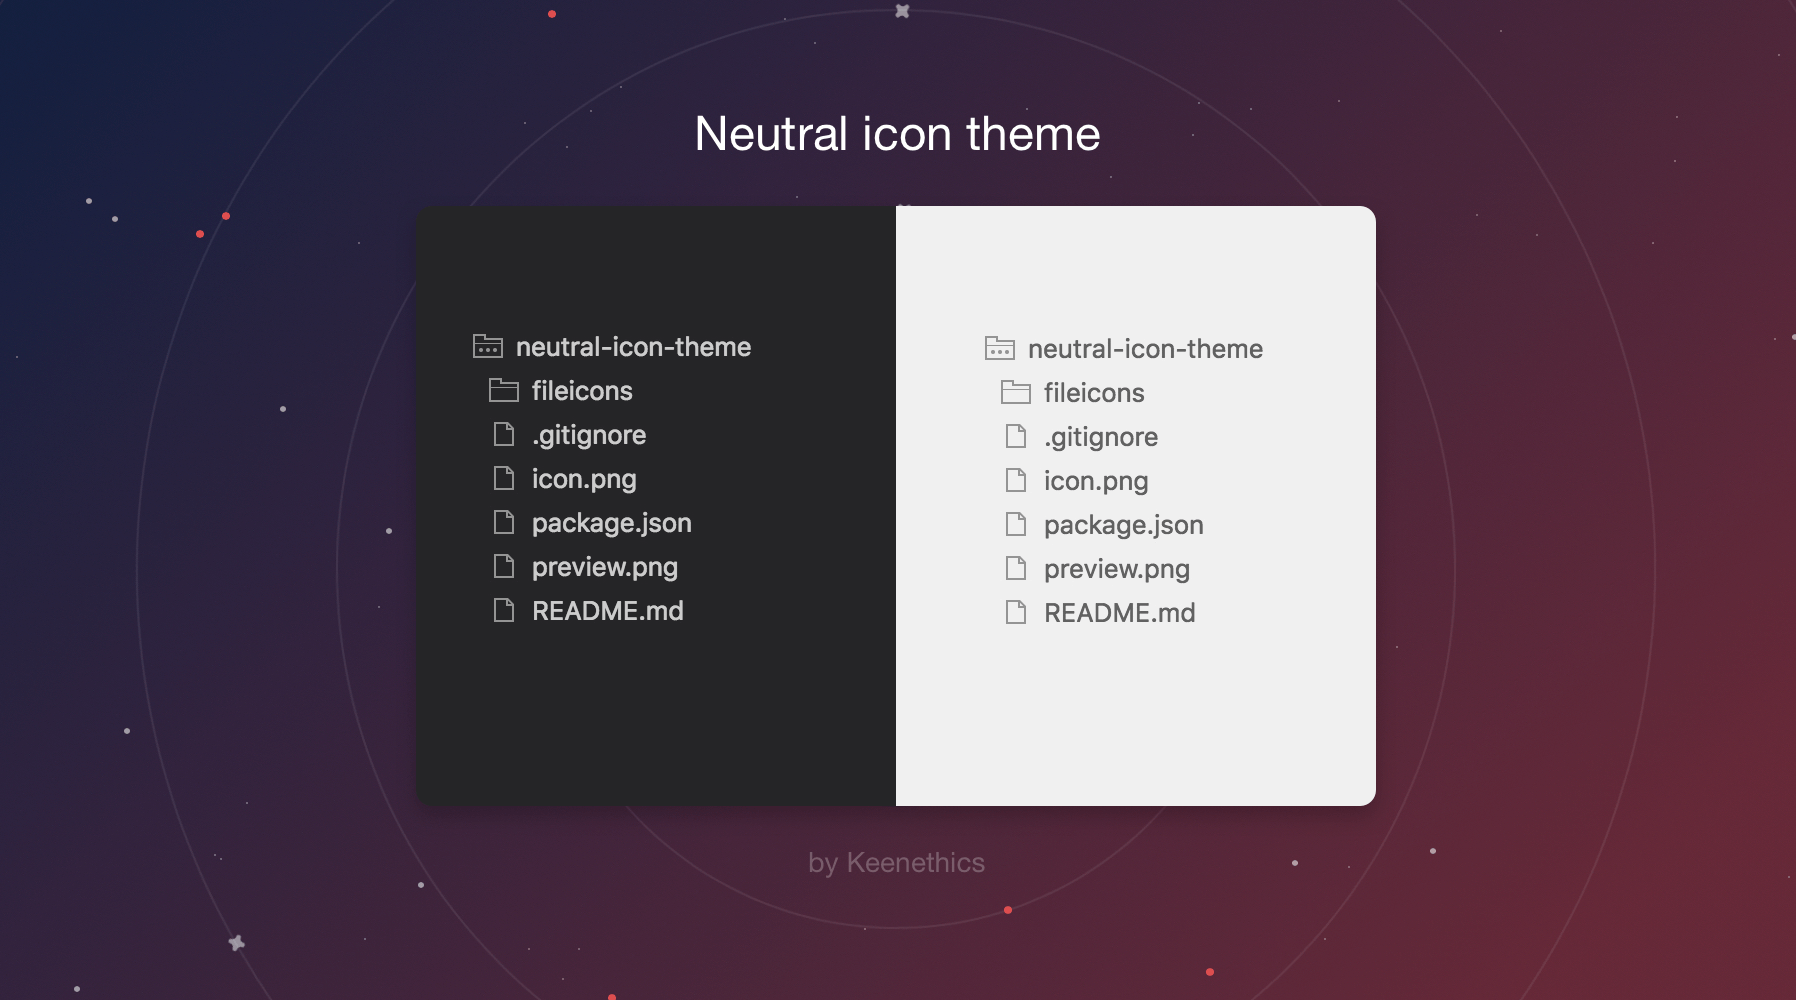 Neutral icon theme
neutral-icon-theme
fileicons
.gitignore
icon.png
package.json
preview.png
README.md
neutral-icon-theme
fileicons
.gitignore
icon.png
package.json
preview.png
README.md
by Keenethics